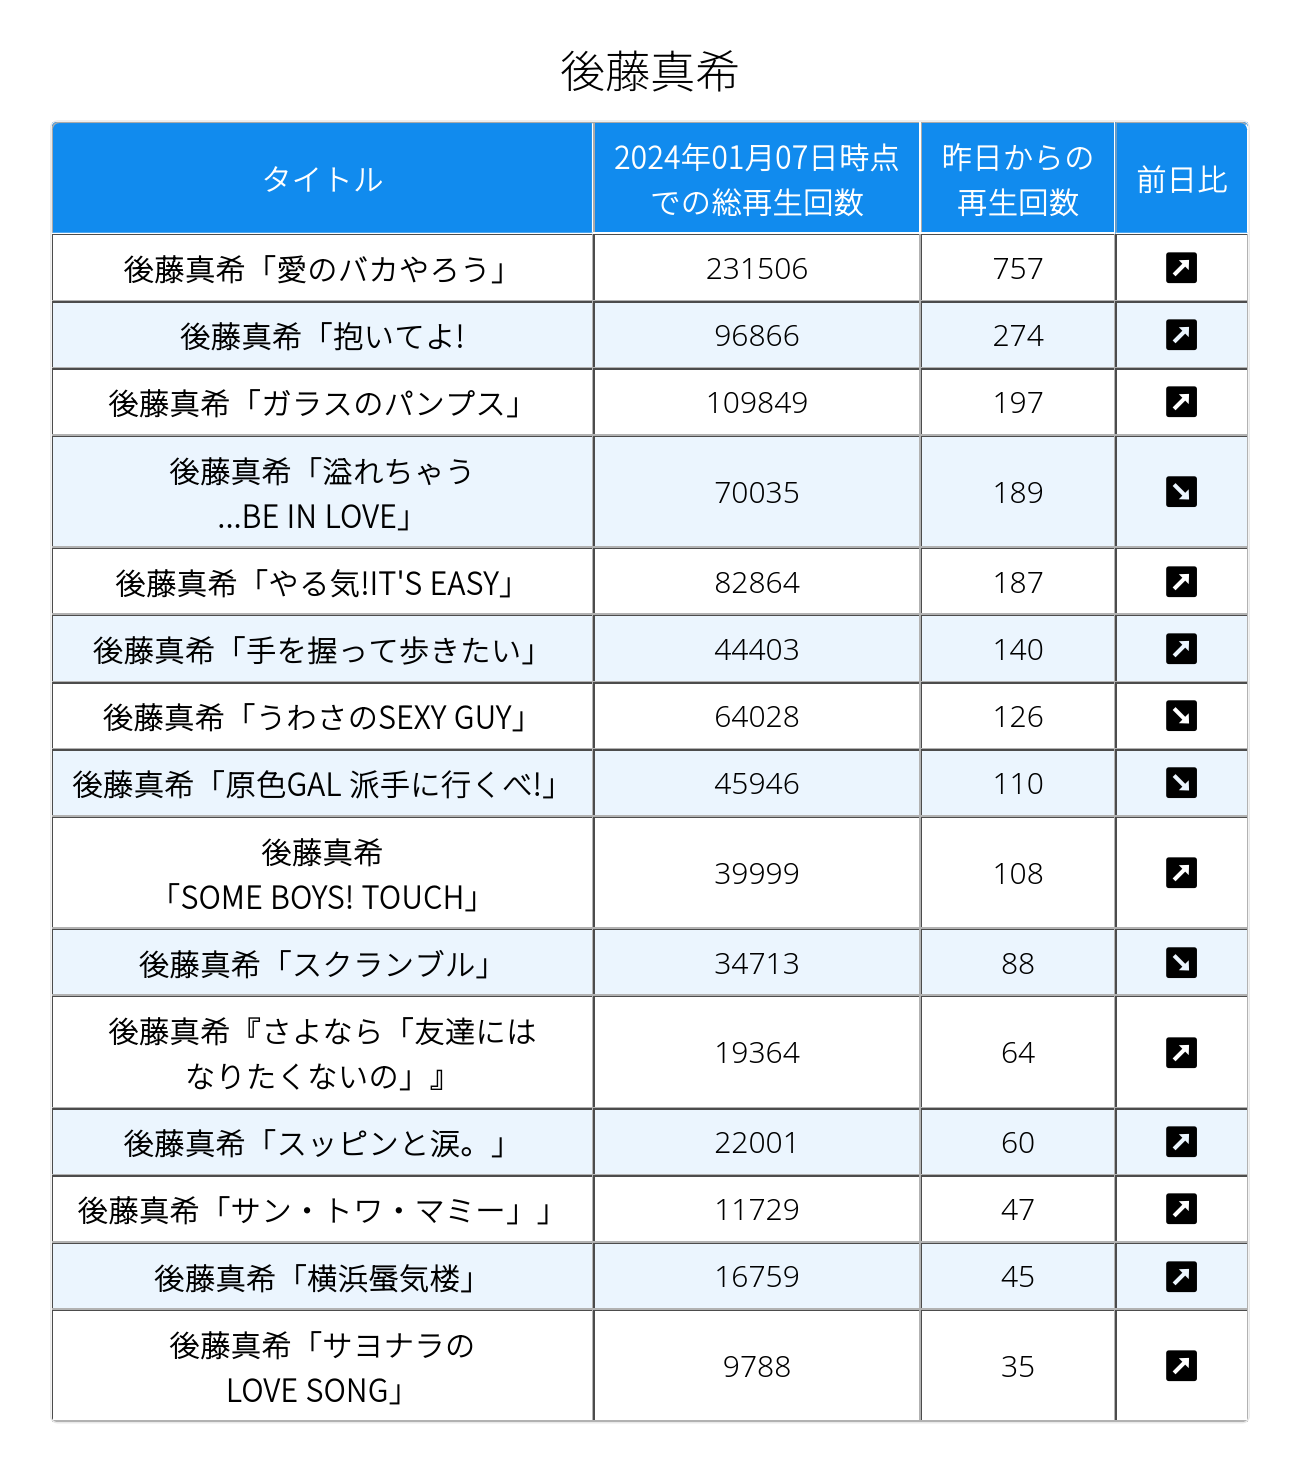 後藤真希
タイトル
2024年01月07日時点
での総再生回数
昨日からの
再生回数
前日比
後藤真希「愛のバカやろう」 231506 757
後藤真希「抱いてよ! 96866 274
後藤真希「ガラスのパンプス」 109849 197
後藤真希「溢れちゃう
...BE IN LOVE」 70035 189
後藤真希「やる気!IT'S EASY」 82864 187
後藤真希「手を握って歩きたい」 44403 140
後藤真希「うわさのSEXY GUY」 64028 126
後藤真希「原色GAL 派手に行くべ!」 45946 110
後藤真希
「SOME BOYS! TOUCH」 39999 108
後藤真希「スクランブル」 34713 88
後藤真希『さよなら「友達には
なりたくないの」』 19364 64
後藤真希「スッピンと涙。」 22001 60
後藤真希「サン・トワ・マミー」」 11729 47
後藤真希「横浜蜃気楼」 16759 45
後藤真希「サヨナラの
LOVE SONG」 9788 35